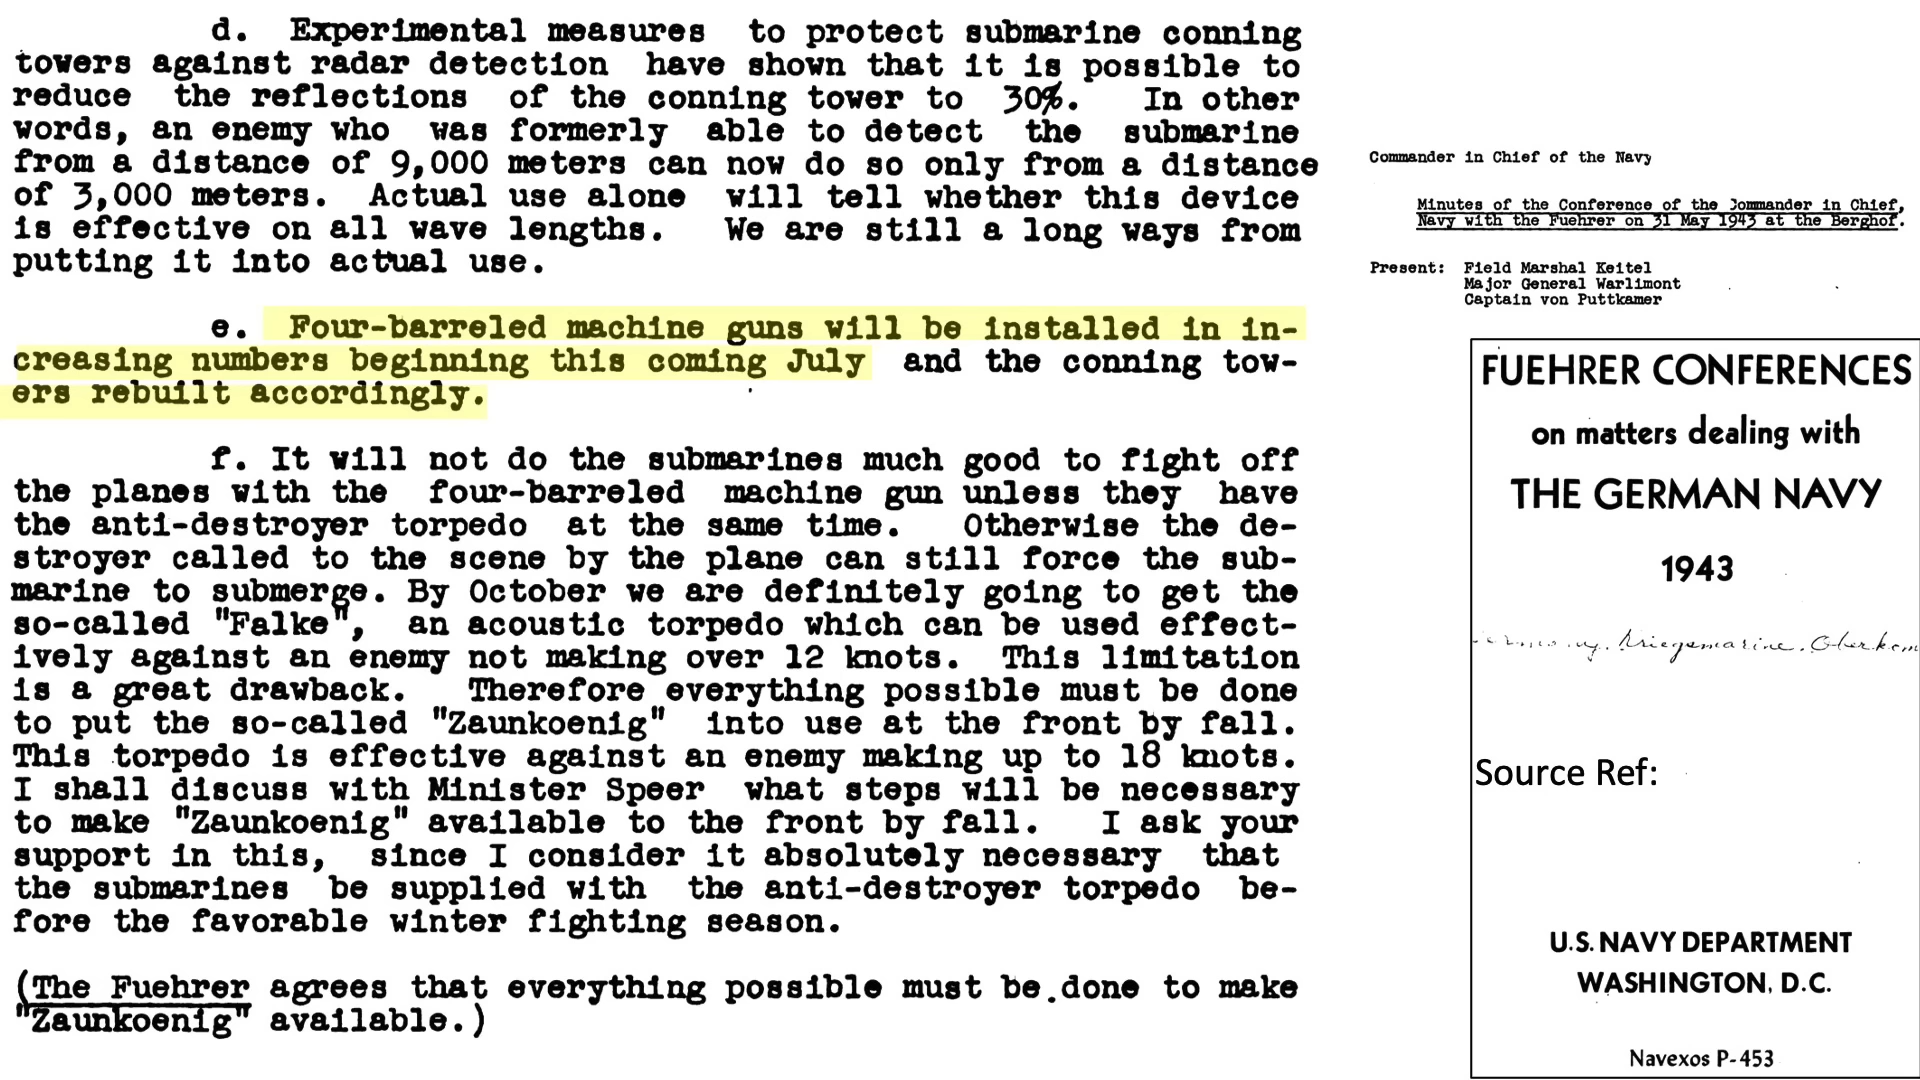 d. Experimental measures to protect submarine conning
towers against radar detection have shown that it is possible to
reduce the reflections of the conning tower to 30%. In other
words, an enemy who was formerly able to detect the submarine
from a distance of 9,000 meters can now do so only from a distance
of 3,000 meters. Actual use alone will tell whether this device
is effective on all wave lengths. We are still a long ways from
putting it into actual use.
e. Four-barreled machine guns will be installed in in-
creasing numbers beginning this coming July and the conning tow-
ers rebuilt accordingly.
f. It will not do the submarines much good to fight off
the planes with the four-barreled machine gun unless they have
the anti-destroyer torpedo at the same time. Otherwise the de-
stroyer called to the scene by the plane can still force the sub-
marine to submerge. By October we are definitely going to get the
so-called "Falke", an acoustic torpedo which can be used effect-
ively against an enemy not making over 12 knots. This limitation
is a great drawback. Therefore everything possible must be done
to put the so-called "Zaunkoenig" into use at the front by fall.
This torpedo is effective against an enemy making up to 18 knots.
I shall discuss with Minister Speer what steps will be necessary
to make "Zaunkoenig" available to the front by fall. I ask your
support in this, since I consider it absolutely necessary that
the submarines be supplied with the anti-destroyer torpedo be-
fore the favorable winter fighting season.
(The Fuehrer agrees that everything possible must be done to make
"Zaunkoenig" available.)
Commander in Chief of the Navy
Minutes of the Conference of the Commander in Chief,
Navy with the Fuehrer on 31 May 1943 at the Berghof.
Present: Field Marshal Keitel
Major General Warlimont
Captain von Puttkamer
FUEHRER CONFERENCES
on matters dealing with
THE GERMAN NAVY
1943
Kriegsmarine. Oberkom
Source Ref:
U.S. NAVY DEPARTMENT
WASHINGTON, D.C.
Navexos P-453